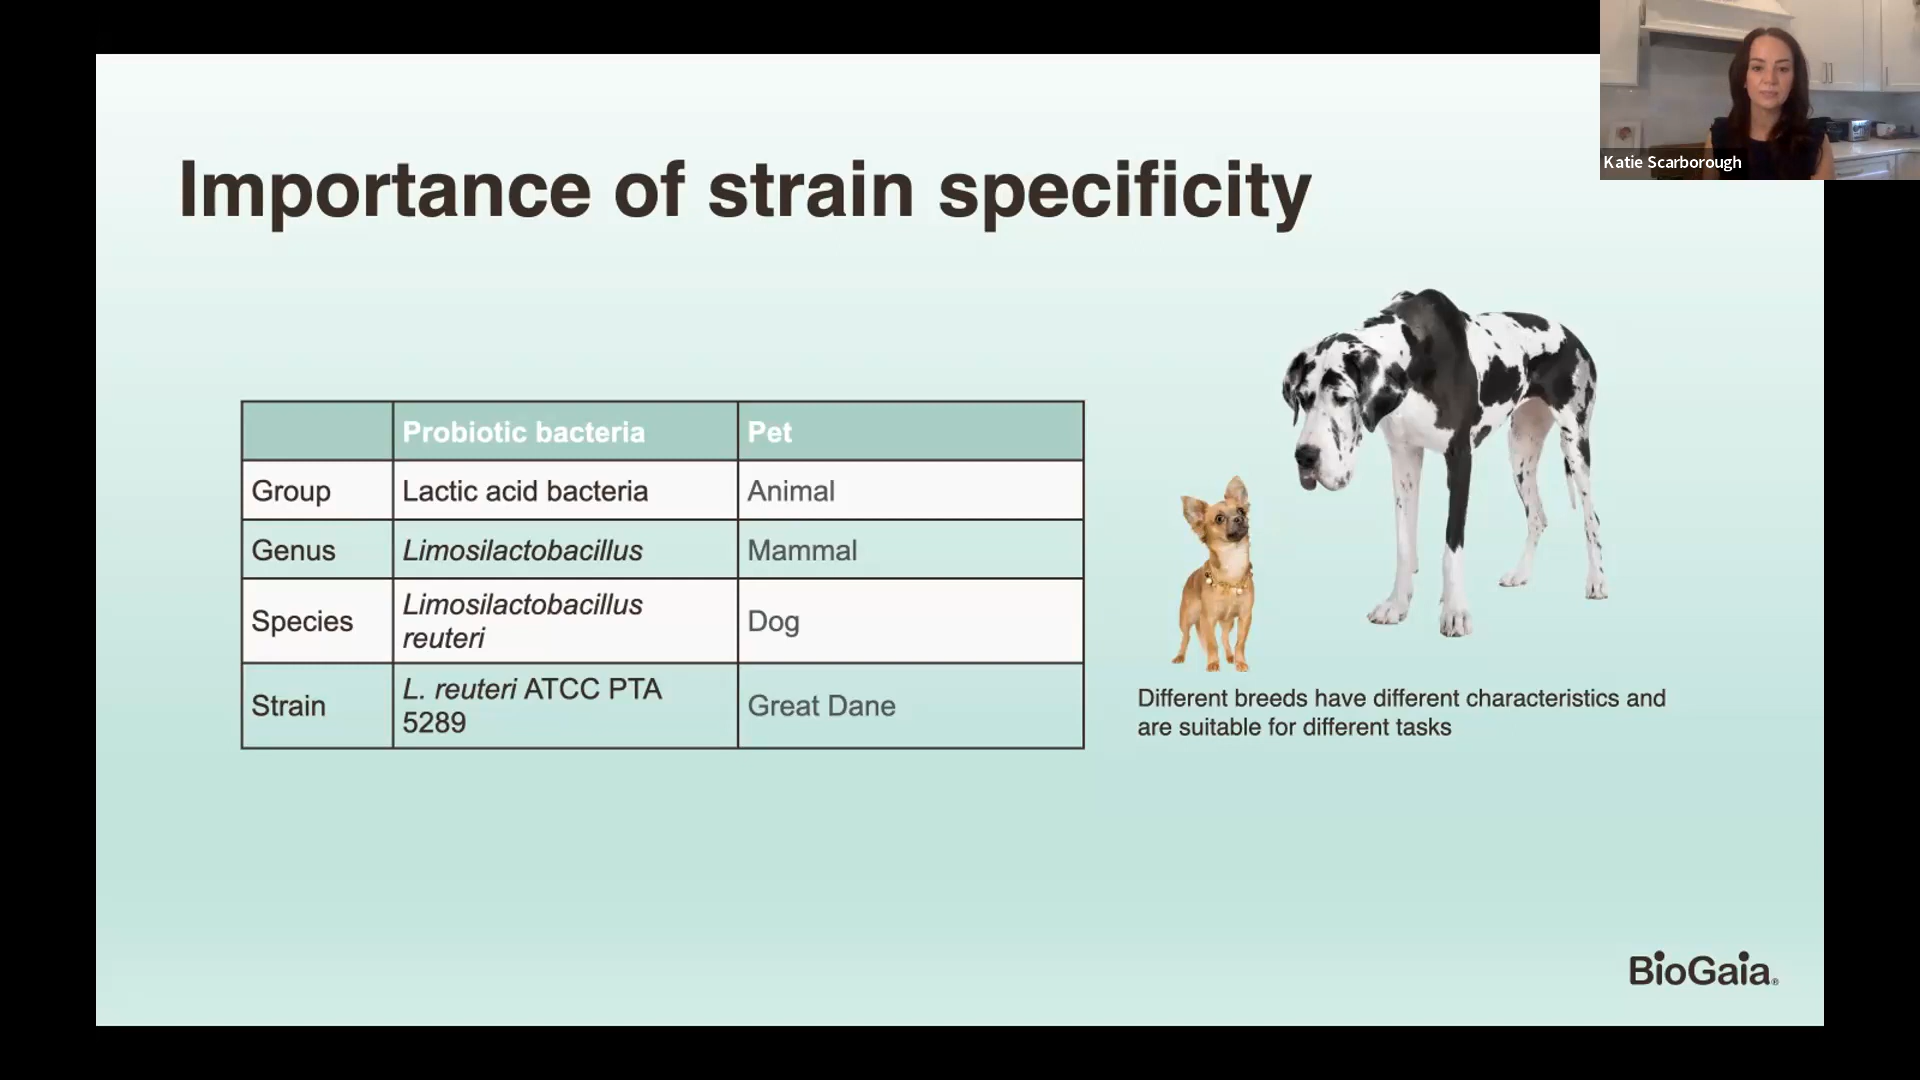 Katie Scarborough
Importance of strain specificity
Probiotic bacteria
Pet
Group
Lactic acid bacteria
Animal
Genus
Limosilactobacillus
Mammal
Species
Limosilactobacillus
reuteri
Dog
Strain
L. reuteri ATCC PTA
5289
Great Dane
Different breeds have different characteristics and
are suitable for different tasks
BioGaia®